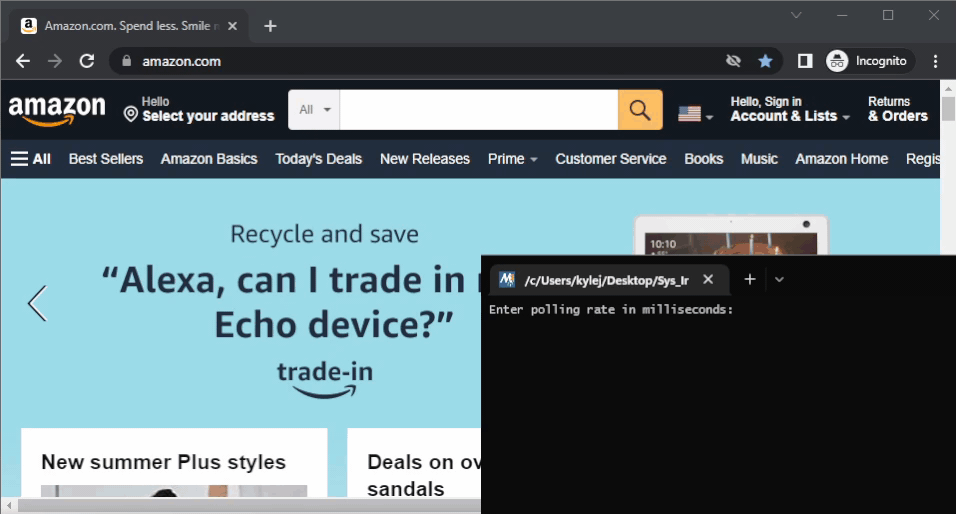 Amazon.com. Spend less. Smile
amazon.com
Incognito
amazon
Hello
Select your address
All
Hello, Sign in
Account & Lists
Returns
& Orders
All Best Sellers Amazon Basics Today's Deals New Releases Prime Customer Service Books Music Amazon Home Regis
Recycle and save
“Alexa, can I trade in
Echo device?”
trade-in
10:10
/c/Users/kylej/Desktop/Sys_Ir
Enter polling rate in milliseconds:
New summer Plus styles
Deals on ov
sandals